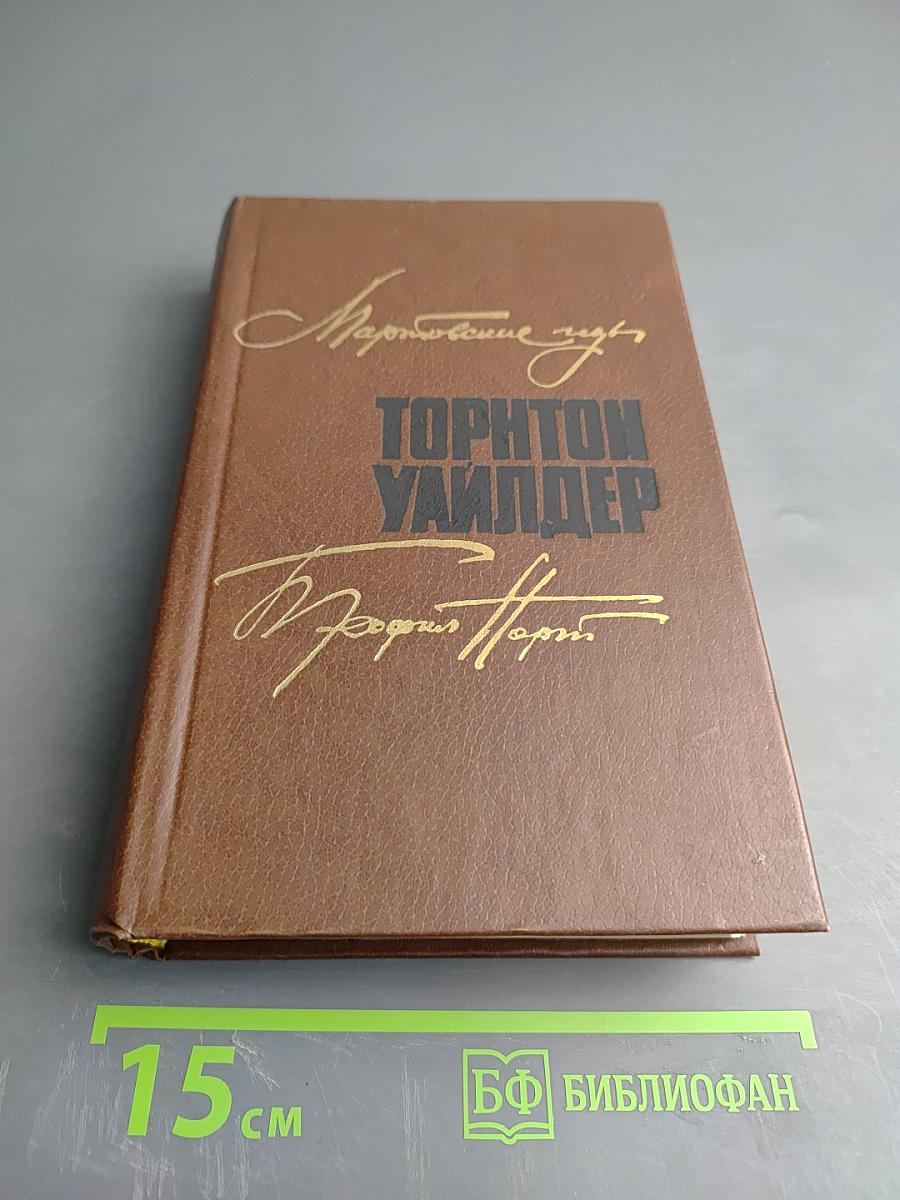 Мартовские иды
ТОРНТОН
УАЙЛДЕР
Теофил Норт
15 см
БФ БИБЛИОФАН